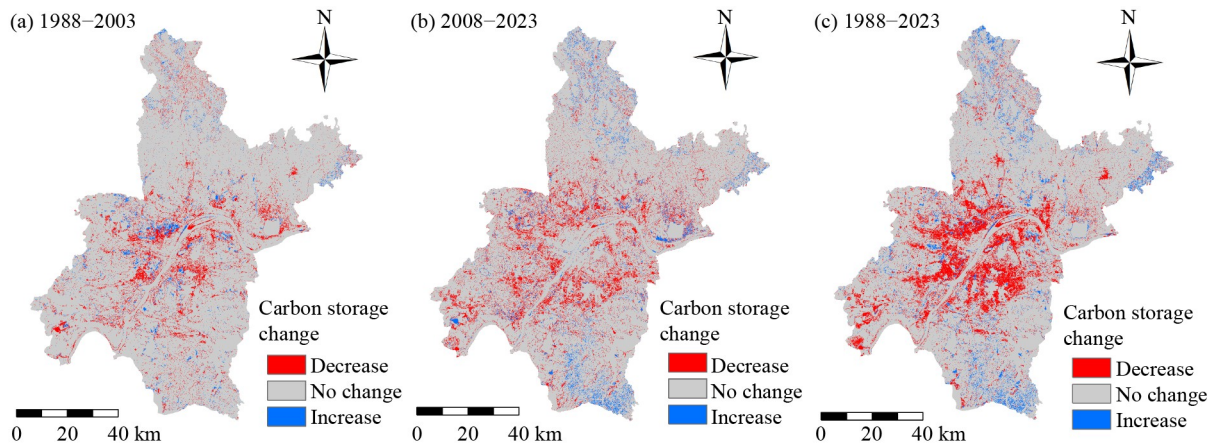 (a) 1988−2003
N
Carbon storage
change
Decrease
No change
Increase
0 20 40 km
(b) 2008−2023
N
Carbon storage
change
Decrease
No change
Increase
0 20 40 km
(c) 1988−2023
N
Carbon storage
change
Decrease
No change
Increase
0 20 40 km